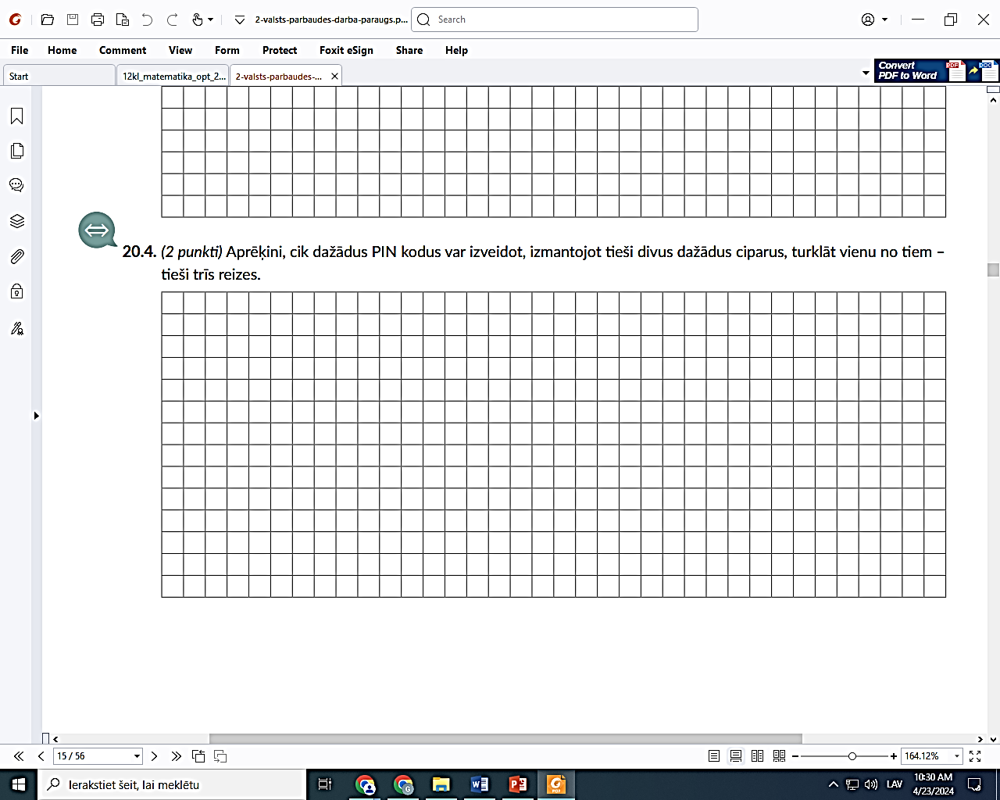 2-valsts-parbaudes-darba-paraugs.p...
Search
File Home Comment View Form Protect Foxit eSign Share Help
Start
12kl_matematika_opt_2...
2-valsts-parbaudes-...
Convert
PDF to Word
PDF
DOC
20.4. (2 punkti) Aprēķini, cik dažādus PIN kodus var izveidot, izmantojot tieši divus dažādus ciparus, turklāt vienu no tiem –
tieši trīs reizes.
15 / 56
164.12%
Ierakstiet šeit, lai meklētu
LAV
10:30 AM
4/23/2024